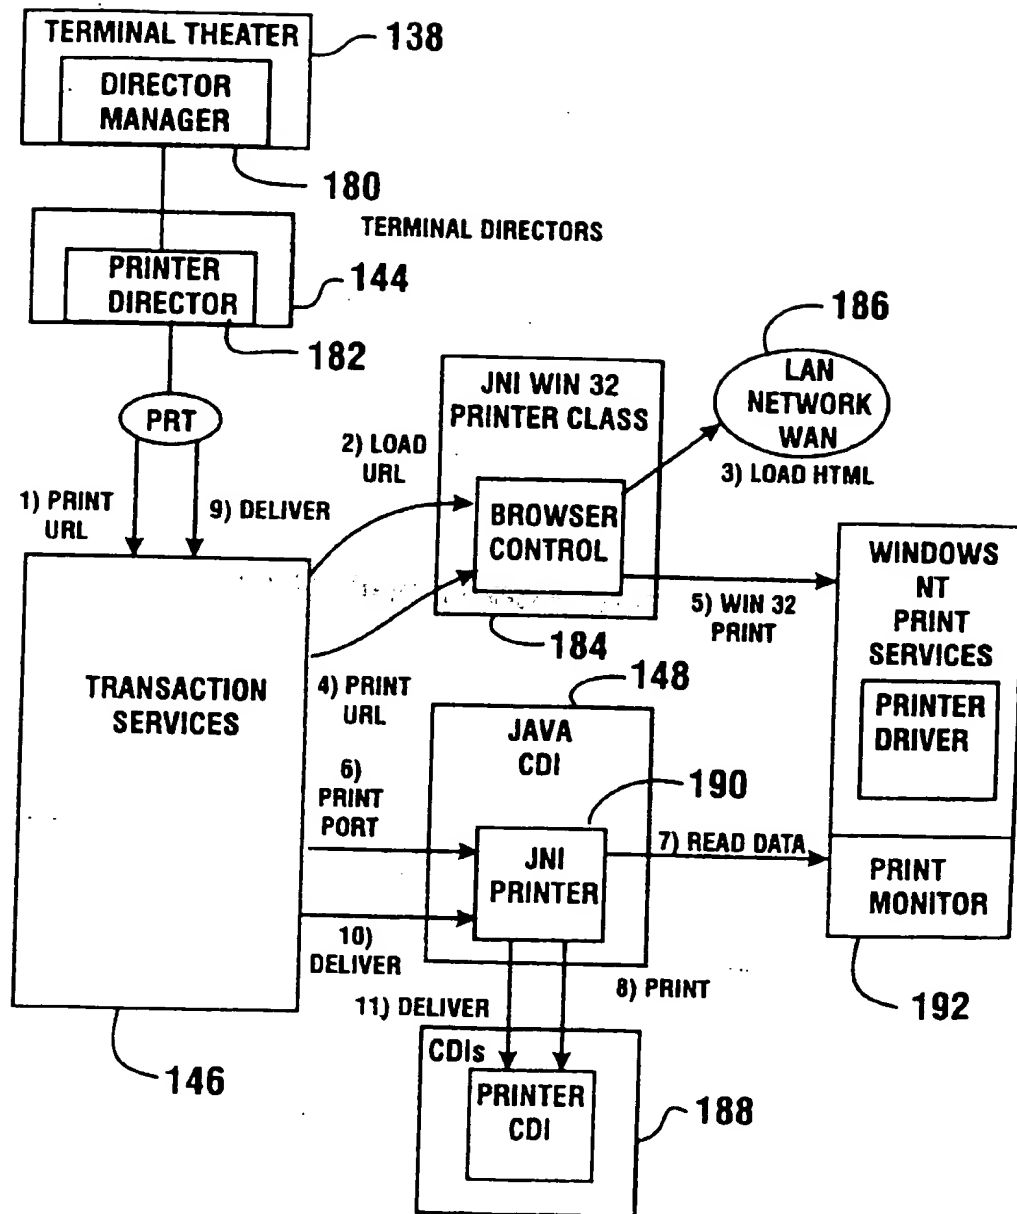 TERMINAL THEATER
138
DIRECTOR
MANAGER
180
TERMINAL DIRECTORS
PRINTER
DIRECTOR
144
182
PRT
1) PRINT
URL
9) DELIVER
JNI WIN 32
PRINTER CLASS
186
LAN
NETWORK
WAN
2) LOAD
URL
3) LOAD HTML
BROWSER
CONTROL
184
4) PRINT
URL
5) WIN 32
PRINT
WINDOWS
NT
PRINT
SERVICES
PRINTER
DRIVER
TRANSACTION
SERVICES
148
JAVA
CDI
6)
PRINT
PORT
190
JNI
PRINTER
7) READ DATA
PRINT
MONITOR
192
10)
DELIVER
11) DELIVER
8) PRINT
146
CDIs
PRINTER
CDI
188